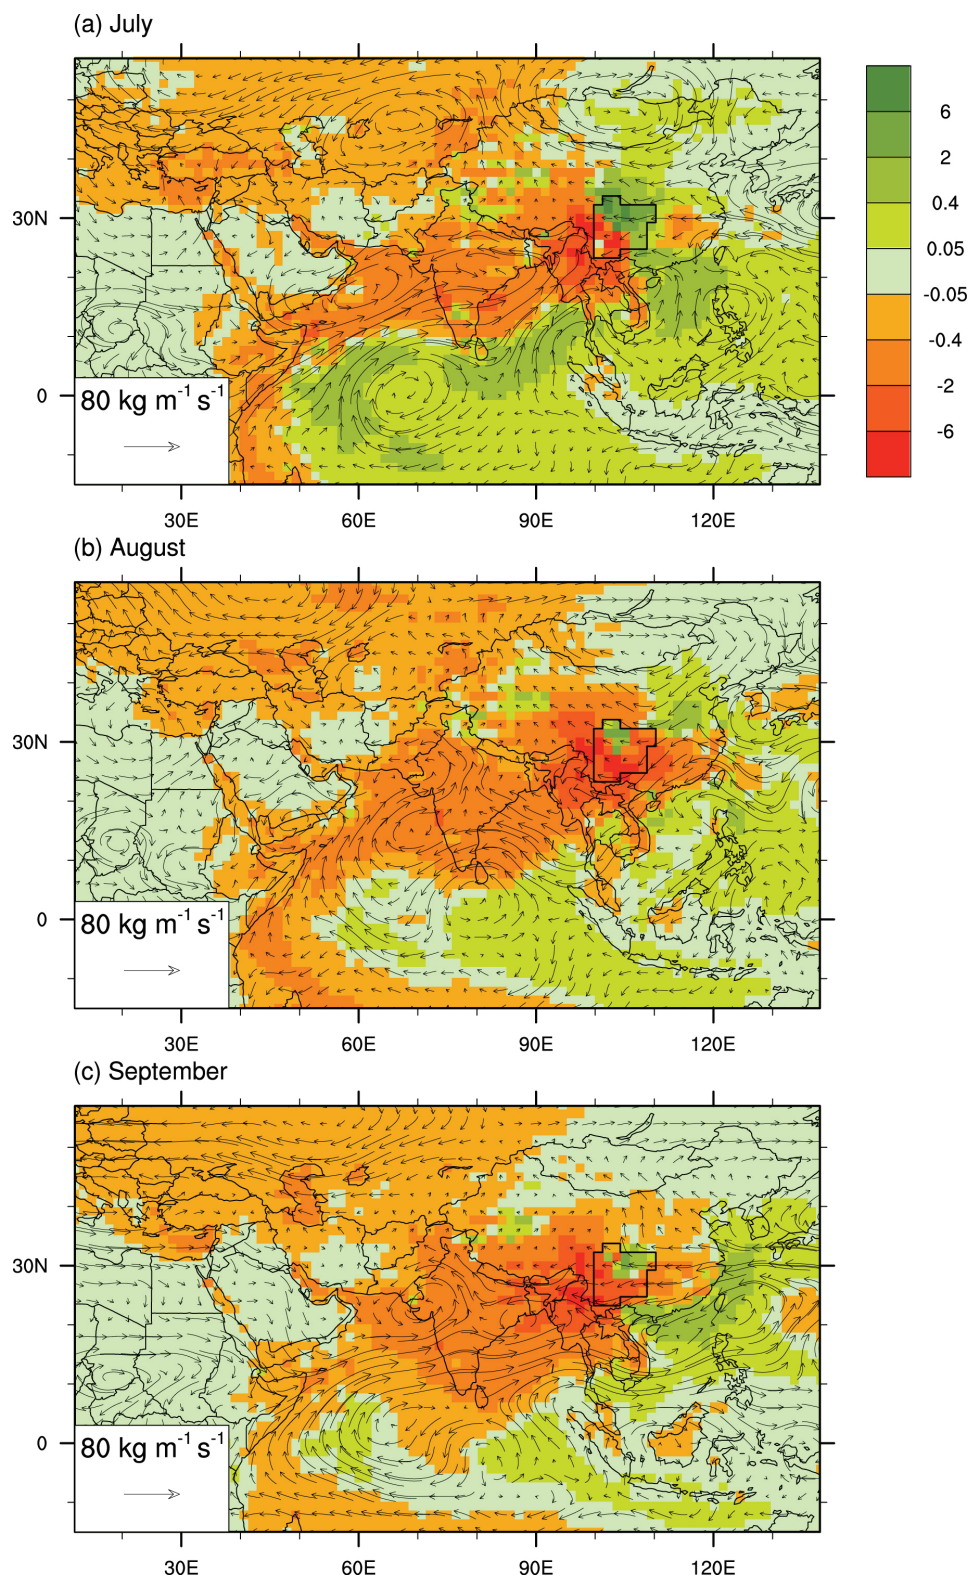 (a) July
30N
0
80 kg m⁻¹ s⁻¹
30E 60E 90E 120E
6
2
0.4
0.05
-0.05
-0.4
-2
-6
(b) August
30N
0
80 kg m⁻¹ s⁻¹
30E 60E 90E 120E
(c) September
30N
0
80 kg m⁻¹ s⁻¹
30E 60E 90E 120E